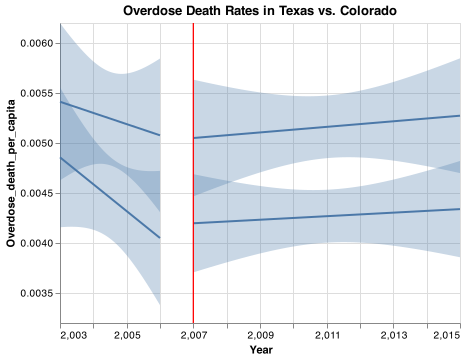 Overdose Death Rates in Texas vs. Colorado
Overdose_death_per_capita
0.0060
0.0055
0.0050
0.0045
0.0040
0.0035
2,003 2,005 2,007 2,009 2,011 2,013 2,015
Year